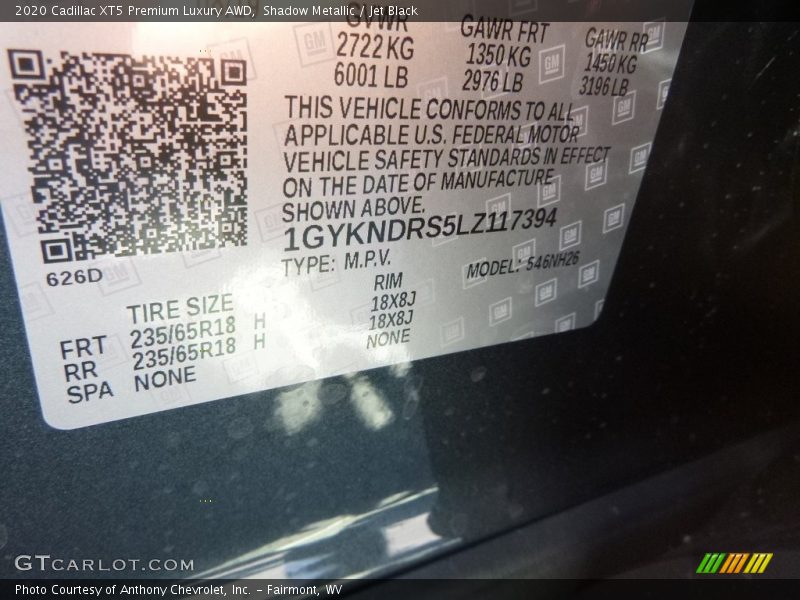 2020 Cadillac XT5 Premium Luxury AWD, Shadow Metallic / Jet Black
GVWR GAWR FRT GAWR RR
2722 KG 1350 KG 1450 KG
6001 LB 2976 LB 3196 LB
THIS VEHICLE CONFORMS TO ALL
APPLICABLE U.S. FEDERAL MOTOR
VEHICLE SAFETY STANDARDS IN EFFECT
ON THE DATE OF MANUFACTURE
SHOWN ABOVE.
1GYKNDRS5LZ117394
626D
TYPE: M.P.V. MODEL: 546NH26
TIRE SIZE RIM
FRT 235/65R18 H 18X8J
RR 235/65R18 H 18X8J
SPA NONE NONE
GTCARLOT.COM
Photo Courtesy of Anthony Chevrolet, Inc. – Fairmont, WV